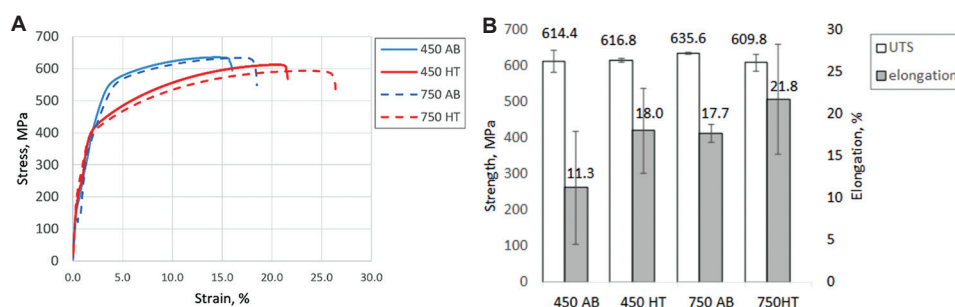 A
Stress, MPa
700
600
500
400
300
200
100
0
0.0 5.0 10.0 15.0 20.0 25.0 30.0
Strain, %
450 AB
450 HT
750 AB
750 HT
B
Strength, MPa
700
600
500
400
300
200
100
0
614.4 616.8 635.6 609.8
11.3 18.0 17.7 21.8
450 AB 450 HT 750 AB 750HT
30
25
20
15
10
5
0
Elongation, %
UTS
elongation